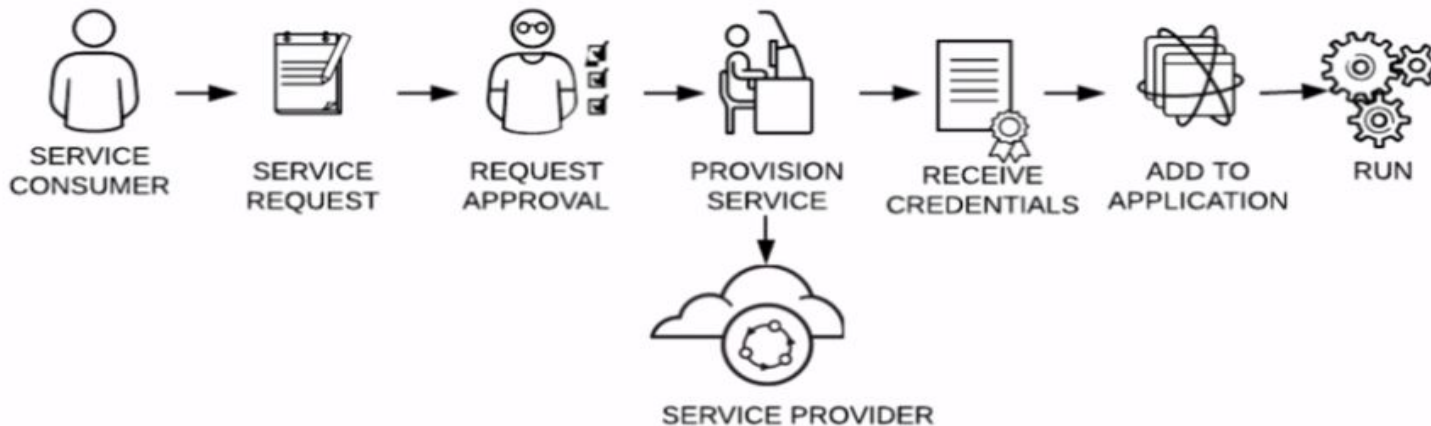 SERVICE
CONSUMER
SERVICE
REQUEST
REQUEST
APPROVAL
PROVISION
SERVICE
RECEIVE
CREDENTIALS
ADD TO
APPLICATION
RUN
SERVICE PROVIDER